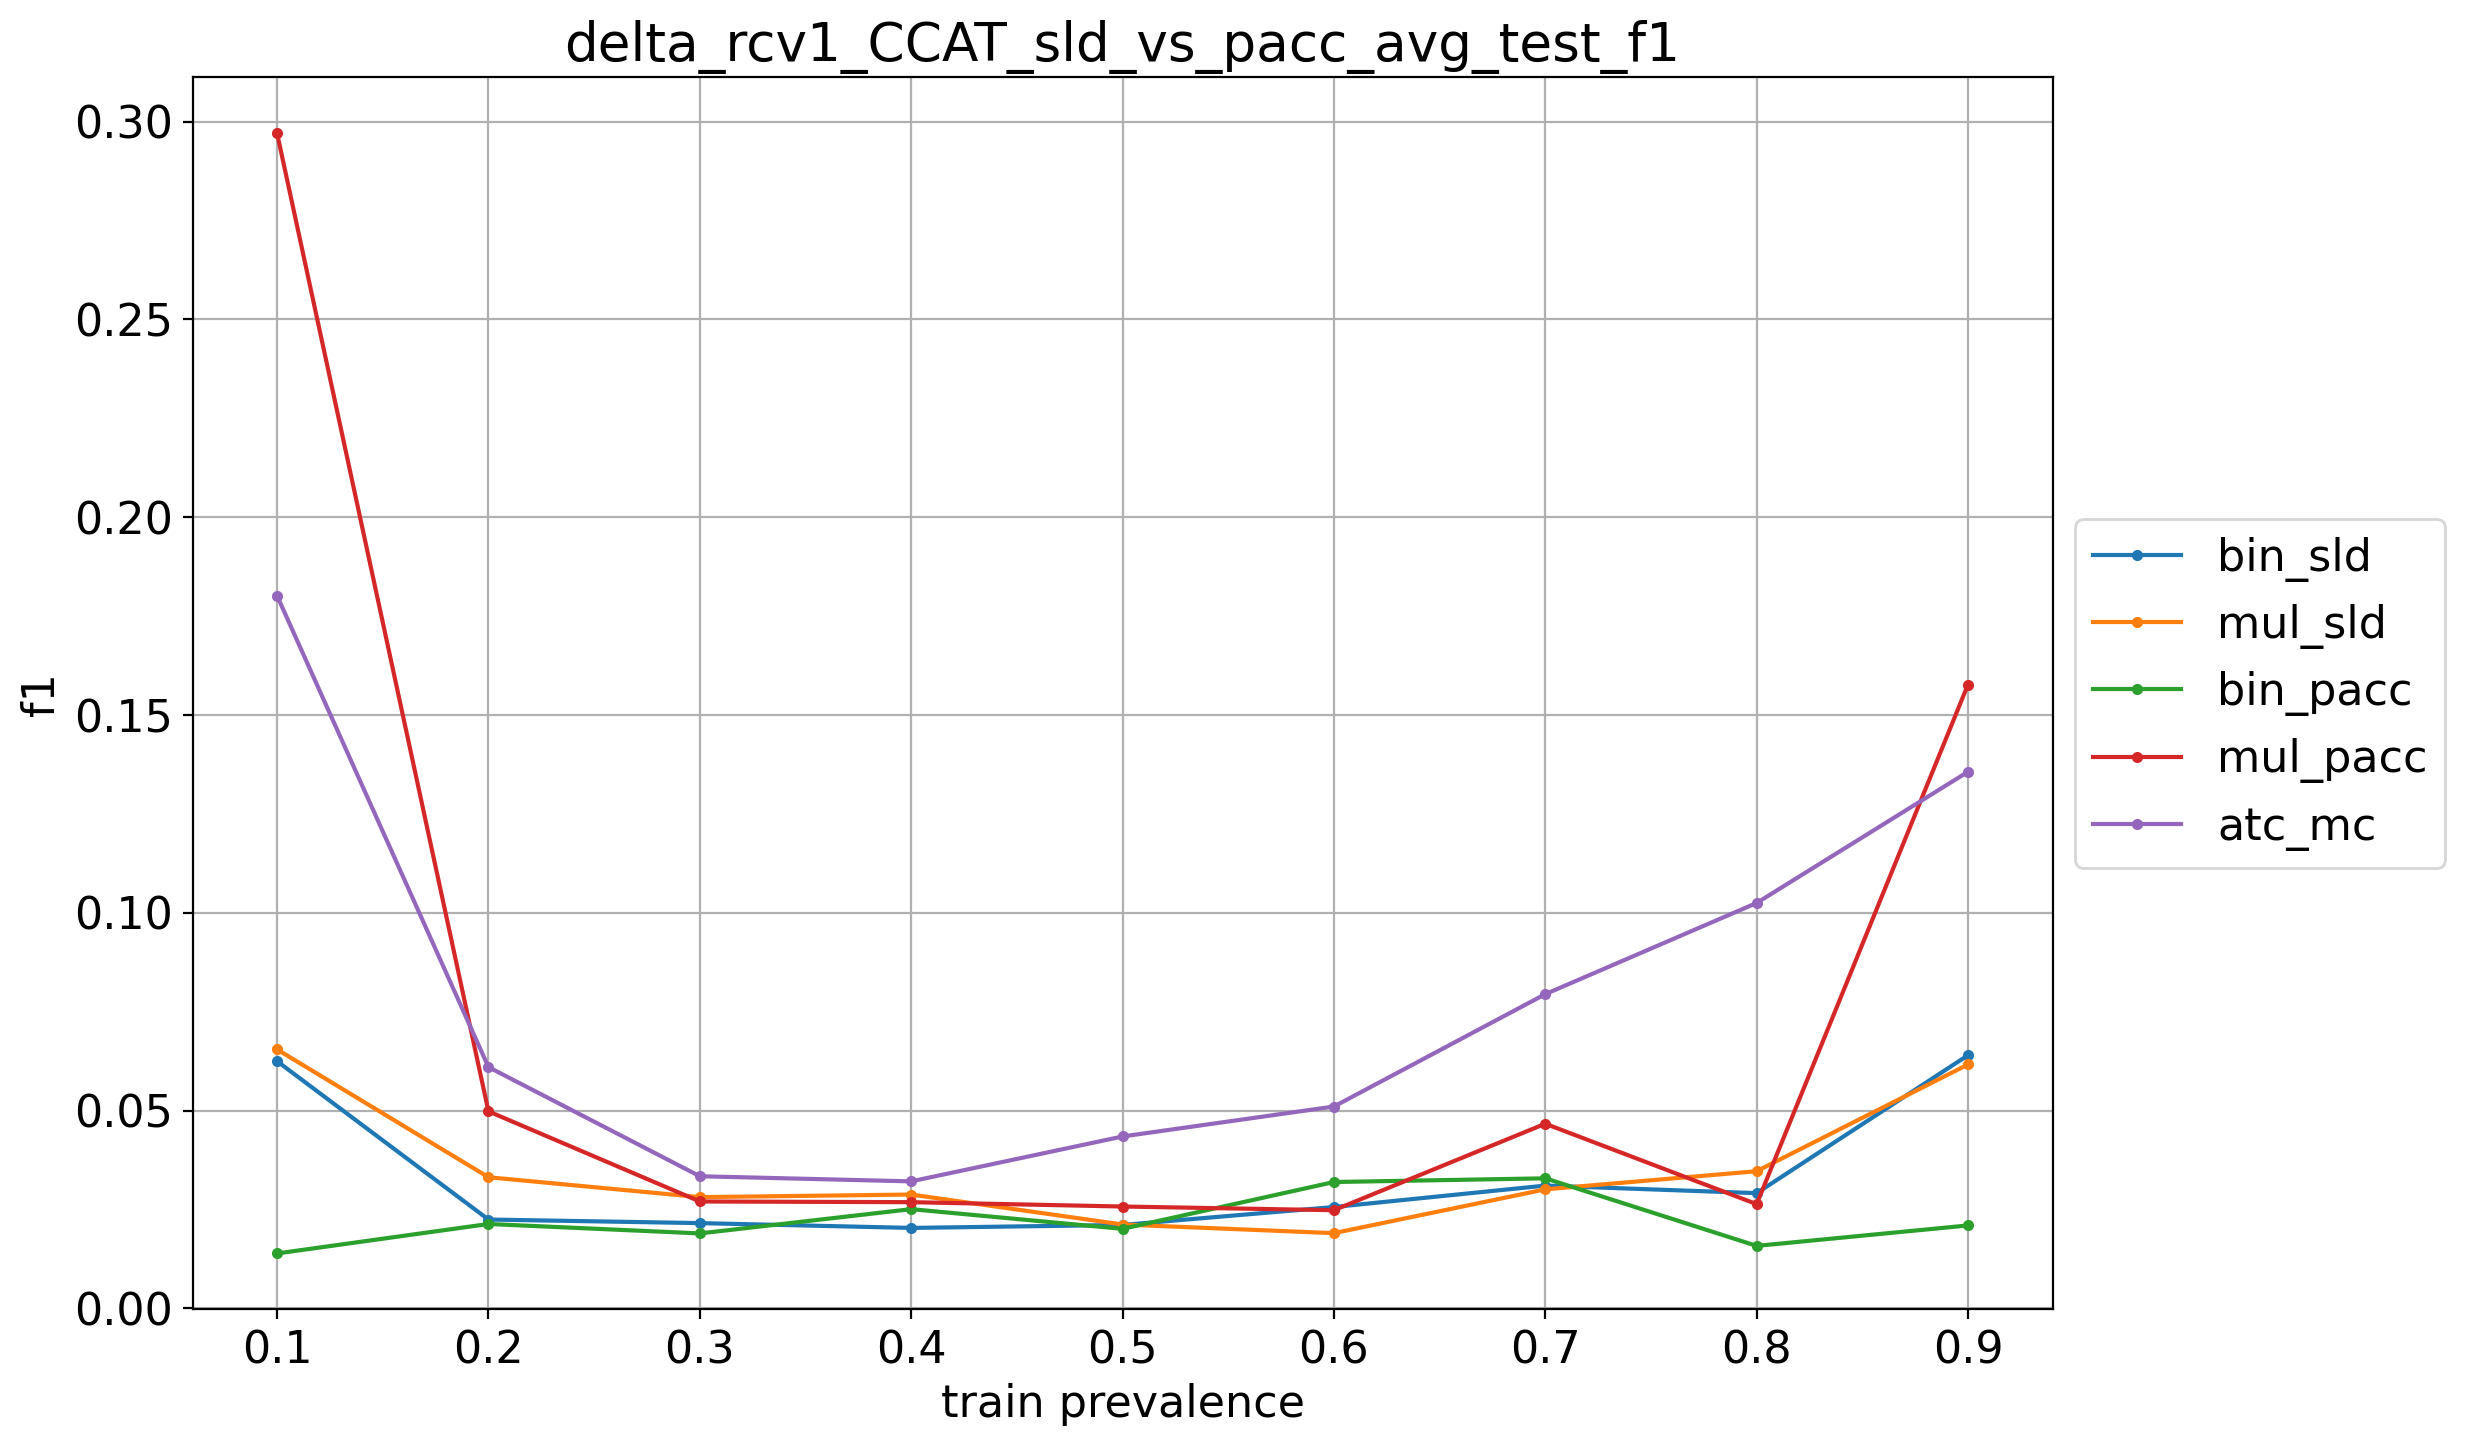 delta_rcv1_CCAT_sld_vs_pacc_avg_test_f1
0.30
0.25
0.20
0.15
0.10
0.05
0.00
f1
0.1 0.2 0.3 0.4 0.5 0.6 0.7 0.8 0.9
train prevalence
bin_sld
mul_sld
bin_pacc
mul_pacc
atc_mc